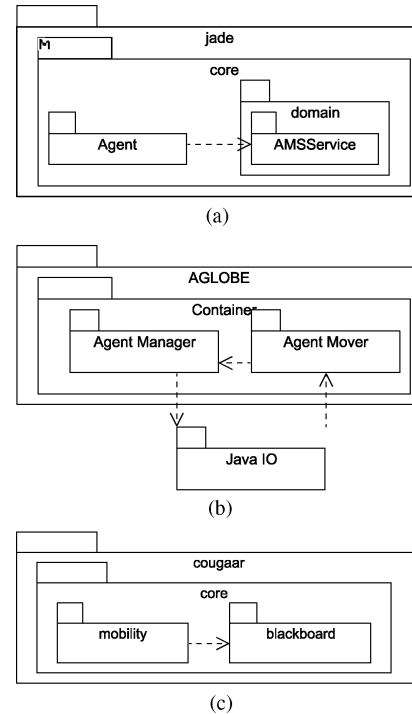 M
jade
core
domain
Agent
AMSService
(a)
AGLOBE
Container
Agent Manager
Agent Mover
Java IO
(b)
cougaar
core
mobility
blackboard
(c)